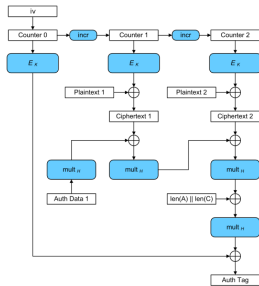 iv
Counter 0
incr
Counter 1
incr
Counter 2
E K
E K
E K
Plaintext 1
Plaintext 2
Ciphertext 1
Ciphertext 2
mult H
mult H
mult H
Auth Data 1
len(A) || len(C)
mult H
Auth Tag